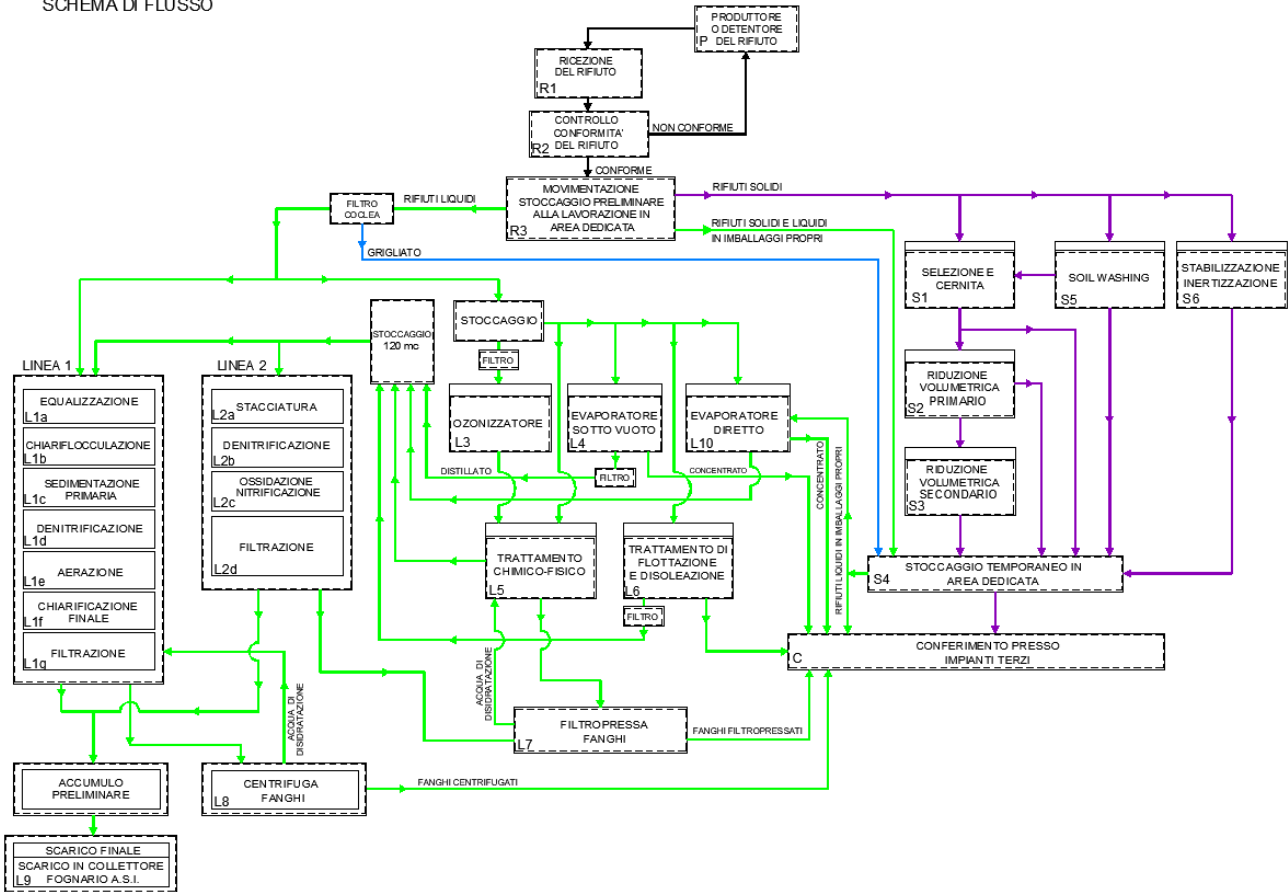 SCHEMA DI FLUSSO
PRODUTTORE
O DETENTORE
DEL RIFIUTO
P
RICEZIONE
DEL RIFIUTO
R1
CONTROLLO
CONFORMITA'
DEL RIFIUTO
R2
NON CONFORME
CONFORME
MOVIMENTAZIONE
STOCCAGGIO PRELIMINARE
ALLA LAVORAZIONE IN
AREA DEDICATA
R3
RIFIUTI LIQUIDI
FILTRO
COCLEA
GRIGLIATO
RIFIUTI SOLIDI
RIFIUTI SOLIDI E LIQUIDI
IN IMBALLAGGI PROPRI
SELEZIONE E
CERNITA
S1
SOIL WASHING
S5
STABILIZZAZIONE
INERTIZZAZIONE
S6
STOCCAGGIO
120 mc
STOCCAGGIO
FILTRO
LINEA 1
EQUALIZZAZIONE
L1a
CHIARIFLOCCULAZIONE
L1b
SEDIMENTAZIONE
PRIMARIA
L1c
DENITRIFICAZIONE
L1d
AERAZIONE
L1e
CHIARIFICAZIONE
FINALE
L1f
FILTRAZIONE
L1g
LINEA 2
STACCIATURA
L2a
DENITRIFICAZIONE
L2b
OSSIDAZIONE
NITRIFICAZIONE
L2c
FILTRAZIONE
L2d
OZONIZZATORE
L3
EVAPORATORE
SOTTO VUOTO
L4
EVAPORATORE
DIRETTO
L10
RIDUZIONE
VOLUMETRICA
PRIMARIO
S2
DISTILLATO
FILTRO
CONCENTRATO
CONCENTRATO
RIFIUTI LIQUIDI IN IMBALLAGGI PROPRI
RIDUZIONE
VOLUMETRICA
SECONDARIO
S3
TRATTAMENTO
CHIMICO-FISICO
L5
TRATTAMENTO DI
FLOTTAZIONE
E DISOLEAZIONE
L6
FILTRO
STOCCAGGIO TEMPORANEO IN
AREA DEDICATA
S4
CONFERIMENTO PRESSO
IMPIANTI TERZI
C
ACQUA DI
DISIDRATAZIONE
ACQUA DI
DISIDRATAZIONE
FILTROPRESSA
FANGHI
L7
FANGHI FILTROPRESSATI
ACCUMULO
PRELIMINARE
CENTRIFUGA
FANGHI
L8
FANGHI CENTRIFUGATI
SCARICO FINALE
SCARICO IN COLLETTORE
FOGNARIO A.S.I.
L9